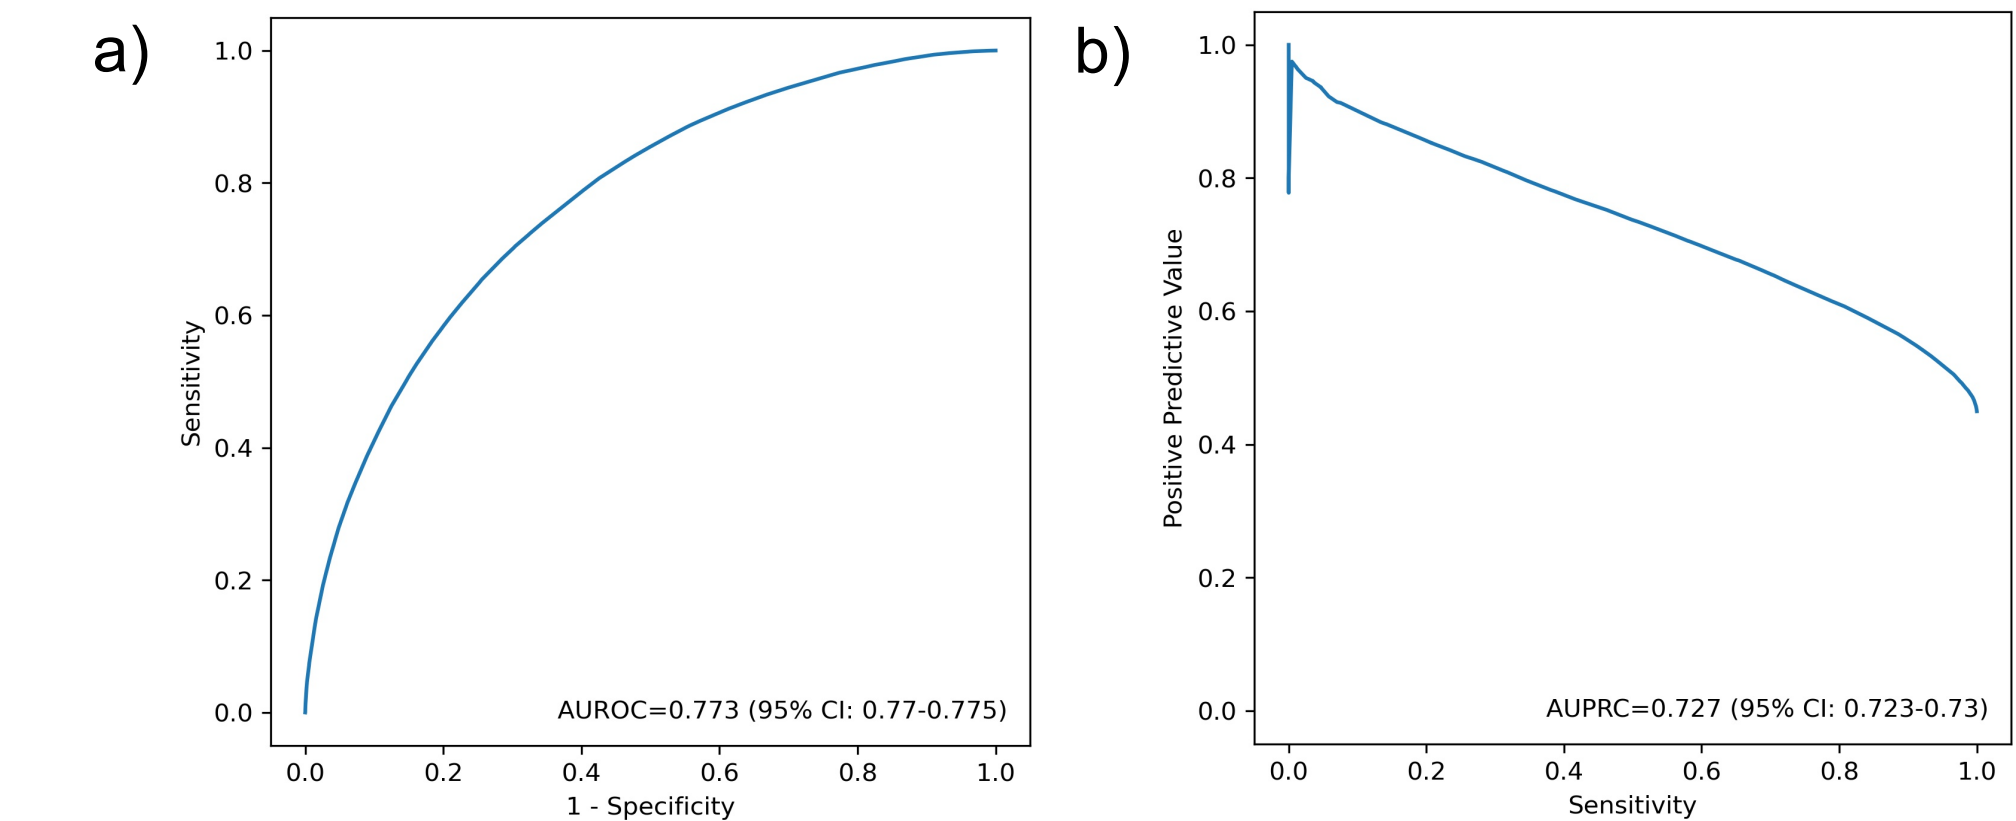 a)
1.0
0.8
0.6
0.4
0.2
0.0
Sensitivity
AUROC=0.773 (95% CI: 0.77-0.775)
0.0 0.2 0.4 0.6 0.8 1.0
1 - Specificity
b)
1.0
0.8
0.6
0.4
0.2
0.0
Positive Predictive Value
AUPRC=0.727 (95% CI: 0.723-0.73)
0.0 0.2 0.4 0.6 0.8 1.0
Sensitivity